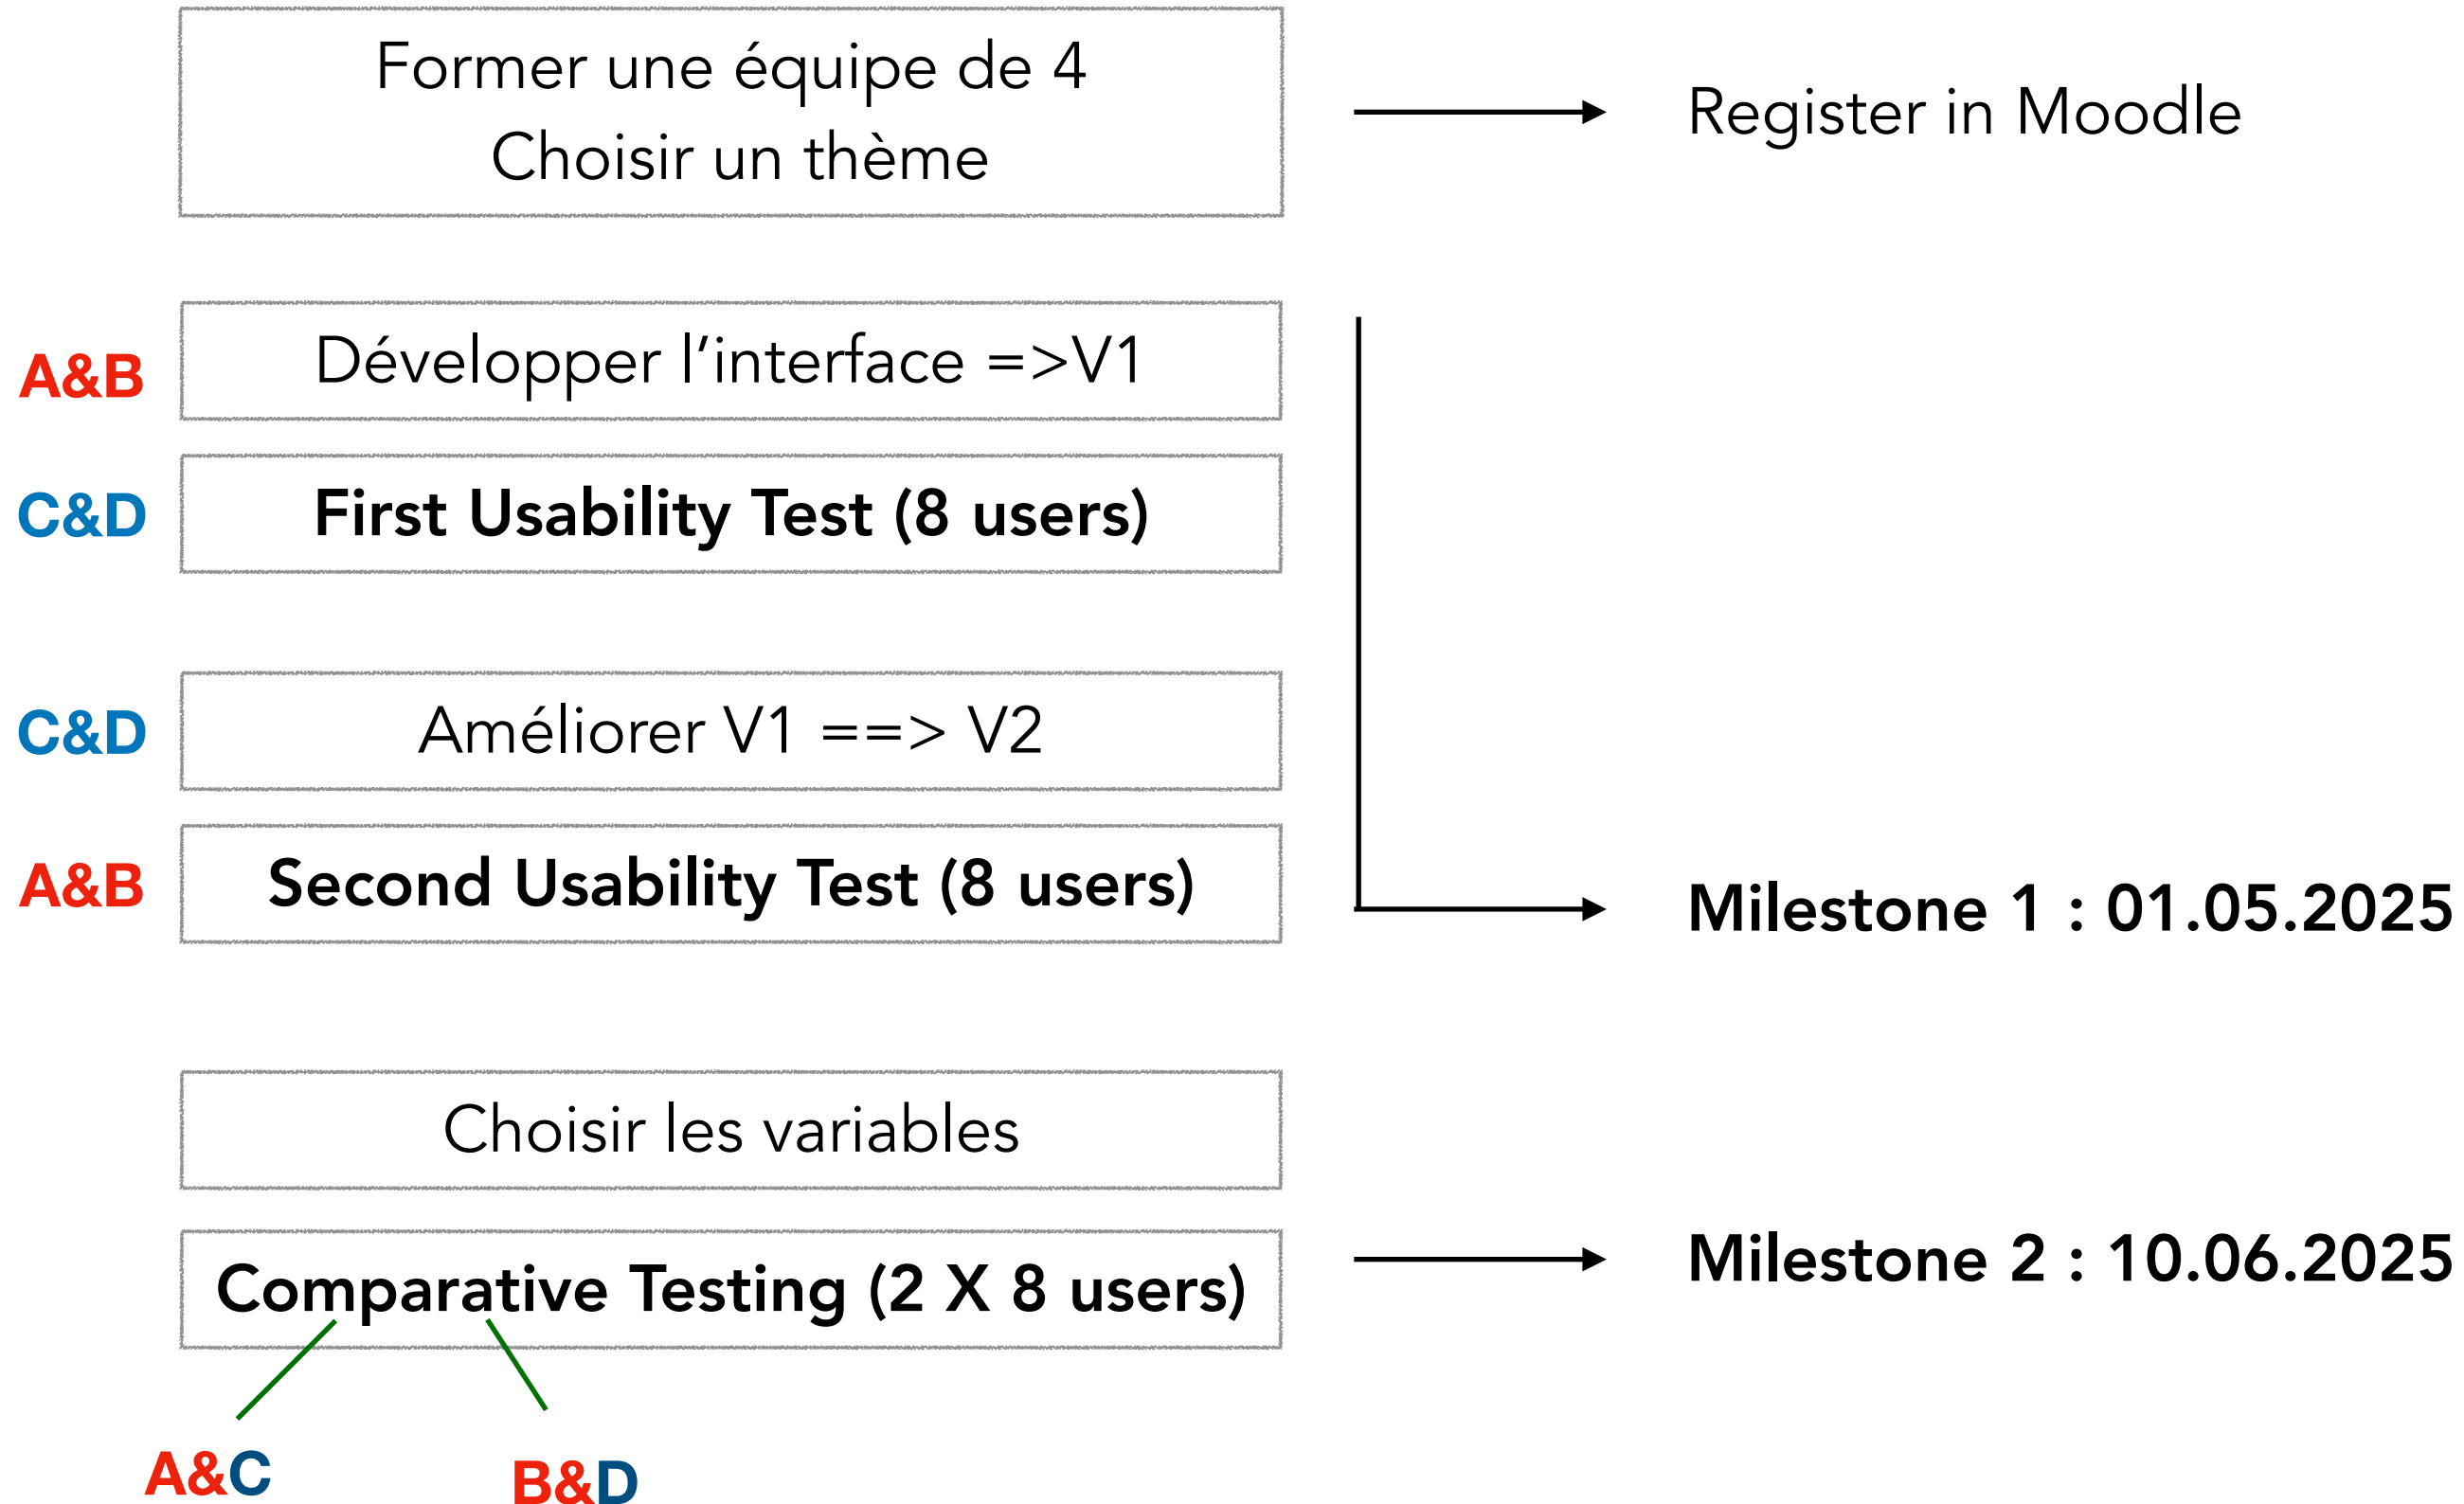 Former une équipe de 4
Choisir un thème
Register in Moodle
A&B
Développer l‘interface =>V1
C&D
First Usability Test (8 users)
C&D
Améliorer V1 ==> V2
A&B
Second Usability Test (8 users)
Milestone 1 : 01.05.2025
Choisir les variables
Comparative Testing (2 X 8 users)
Milestone 2 : 10.06.2025
A&C
B&D